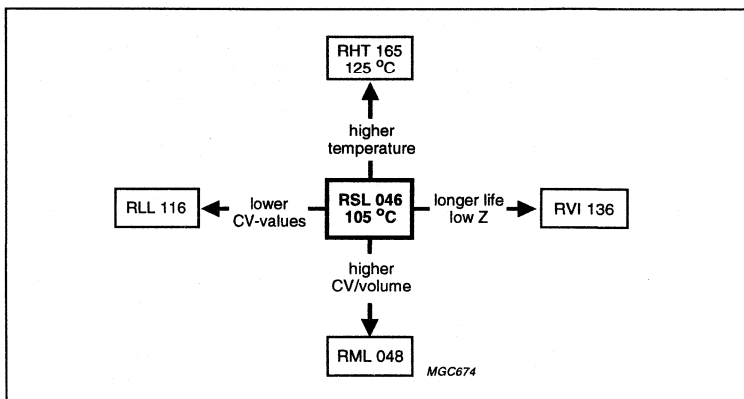 RHT 165
125 °C
higher
temperature
RLL 116
lower
CV-values
RSL 046
105 °C
longer life
low Z
RVI 136
higher
CV/volume
RML 048
MGC674